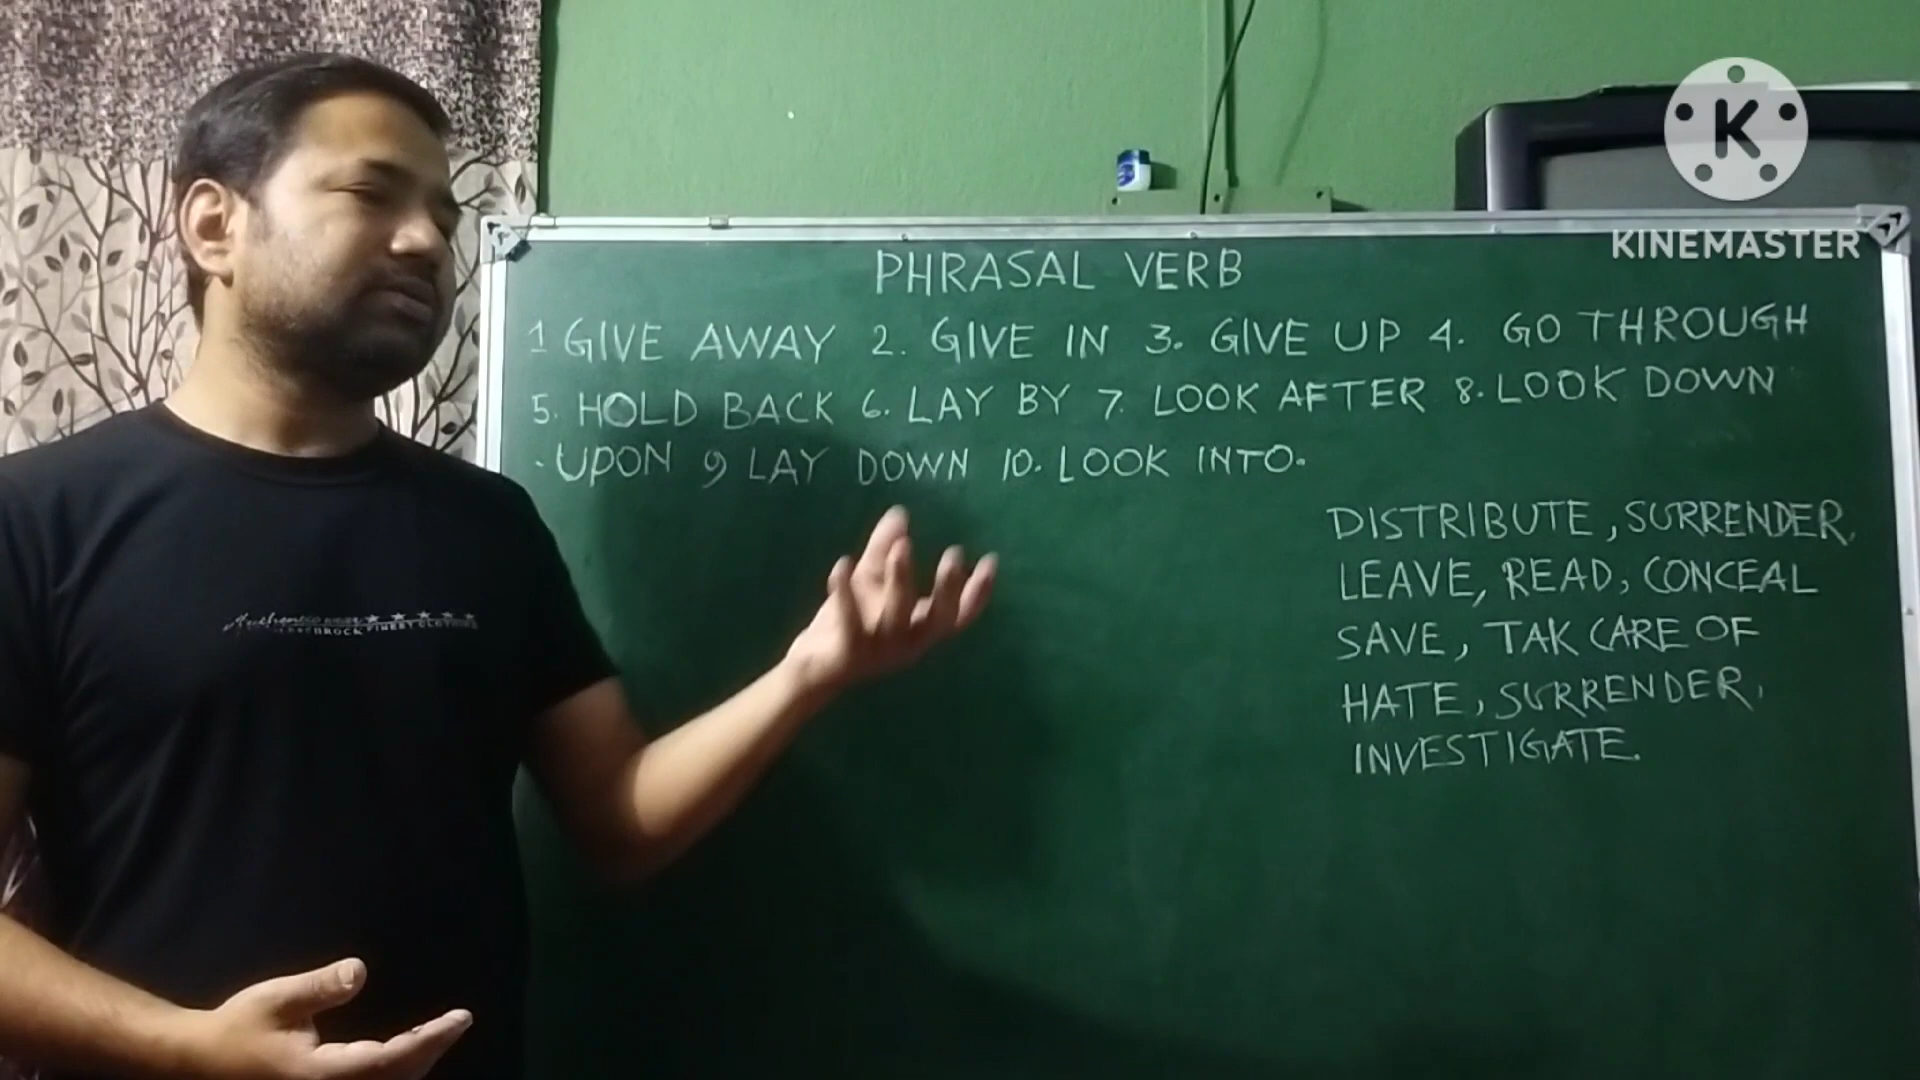 K
KINEMASTER
PHRASAL VERB
1 GIVE AWAY 2. GIVE IN 3. GIVE UP 4. GO THROUGH
5. HOLD BACK 6. LAY BY 7. LOOK AFTER 8. LOOK DOWN
. UPON 9 LAY DOWN 10. LOOK INTO.
DISTRIBUTE, SURRENDER,
LEAVE, READ, CONCEAL
SAVE, TAK CARE OF
HATE, SURRENDER,
INVESTIGATE.
Authentic